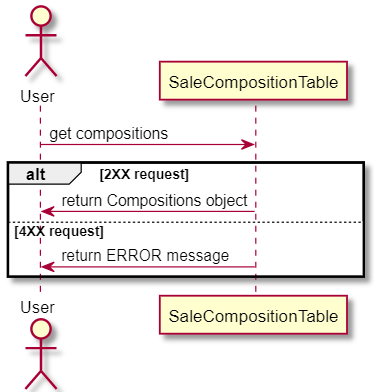 User
SaleCompositionTable
get compositions
alt
[2XX request]
return Compositions object
[4XX request]
return ERROR message
User
SaleCompositionTable